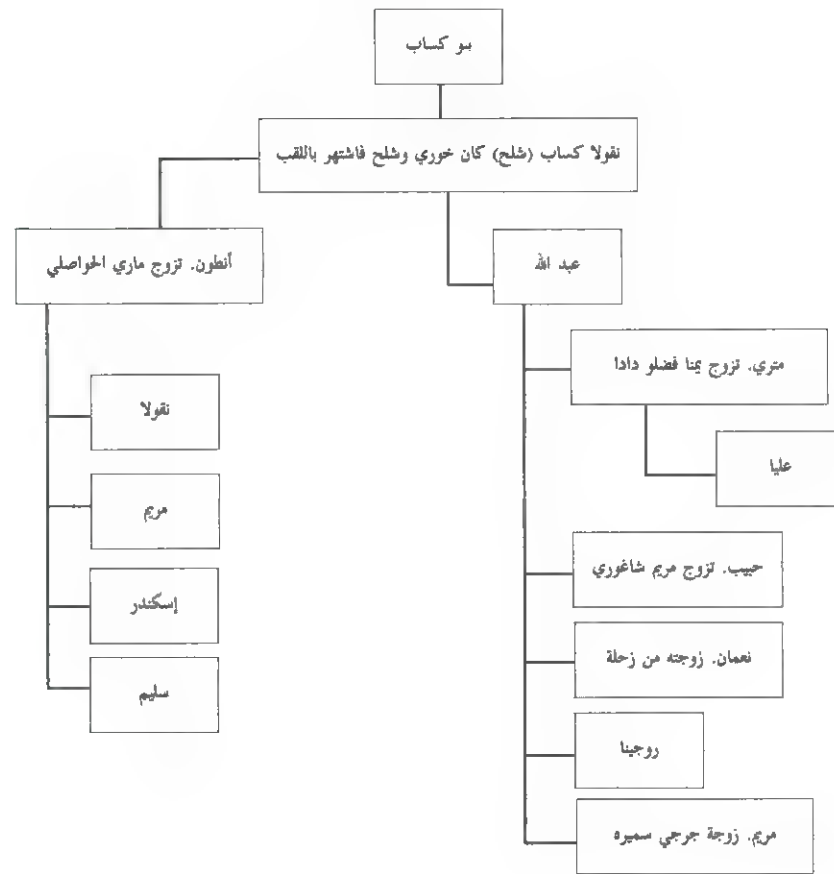 بنو كساب
نقولا كساب (شلح) كان خوري وشلح فاشتهر باللقب
عبد الله
متري. تزوج يمنا فضلو دادا
عليا
حبيب. تزوج مريم شاغوري
نعمان. زوجته من زحلة
روجينا
مريم. زوجة جرجي سميره
أنطون. تزوج ماري الحواصلي
نقولا
مريم
إسكندر
سليم